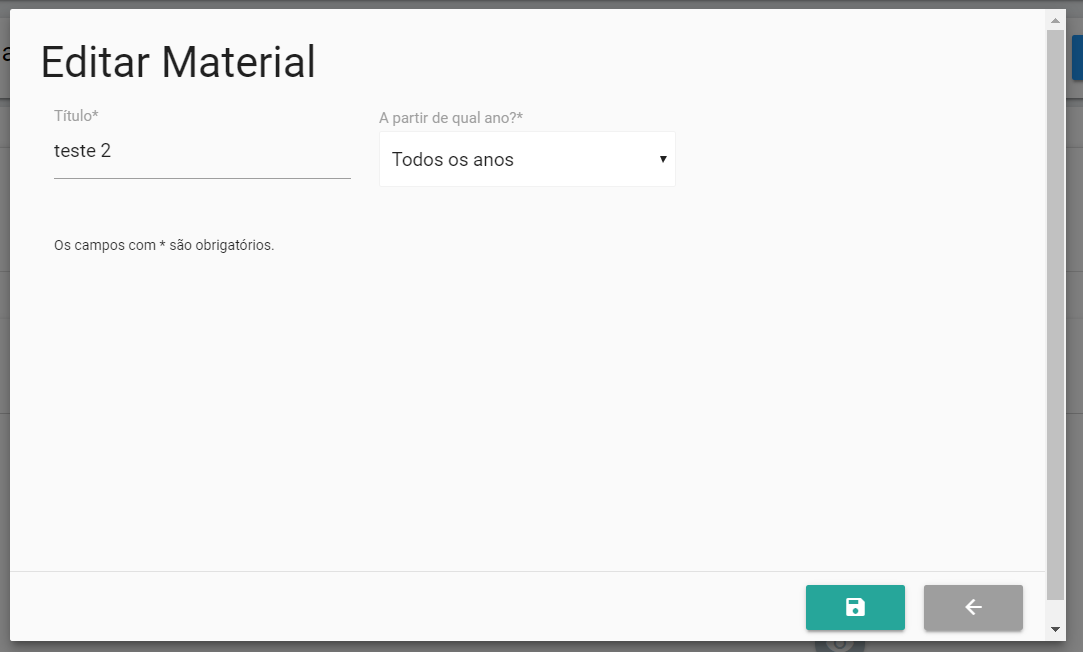 Editar Material
Título*
teste 2
A partir de qual ano?*
Todos os anos
Os campos com * são obrigatórios.